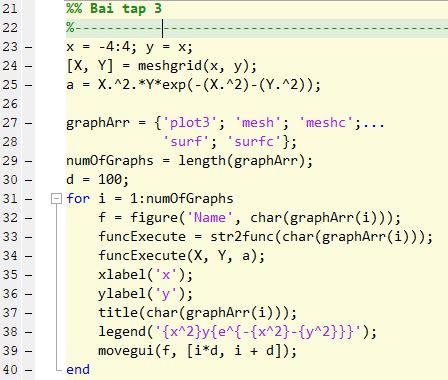 21 %% Bai tap 3
22 %--------------------------------------------
23 - x = -4:4; y = x;
24 - [X, Y] = meshgrid(x, y);
25 - a = X.^2.*Y*exp(-(X.^2)-(Y.^2));
26
27 - graphArr = {'plot3'; 'mesh'; 'meshc';...
28 'surf'; 'surfc'};
29 - numOfGraphs = length(graphArr);
30 - d = 100;
31 - for i = 1:numOfGraphs
32 - f = figure('Name', char(graphArr(i)));
33 - funcExecute = str2func(char(graphArr(i)));
34 - funcExecute(X, Y, a);
35 - xlabel('x');
36 - ylabel('y');
37 - title(char(graphArr(i)));
38 - legend('{x^2}y{e^{-{x^2}-{y^2}}}');
39 - movegui(f, [i*d, i + d]);
40 - end